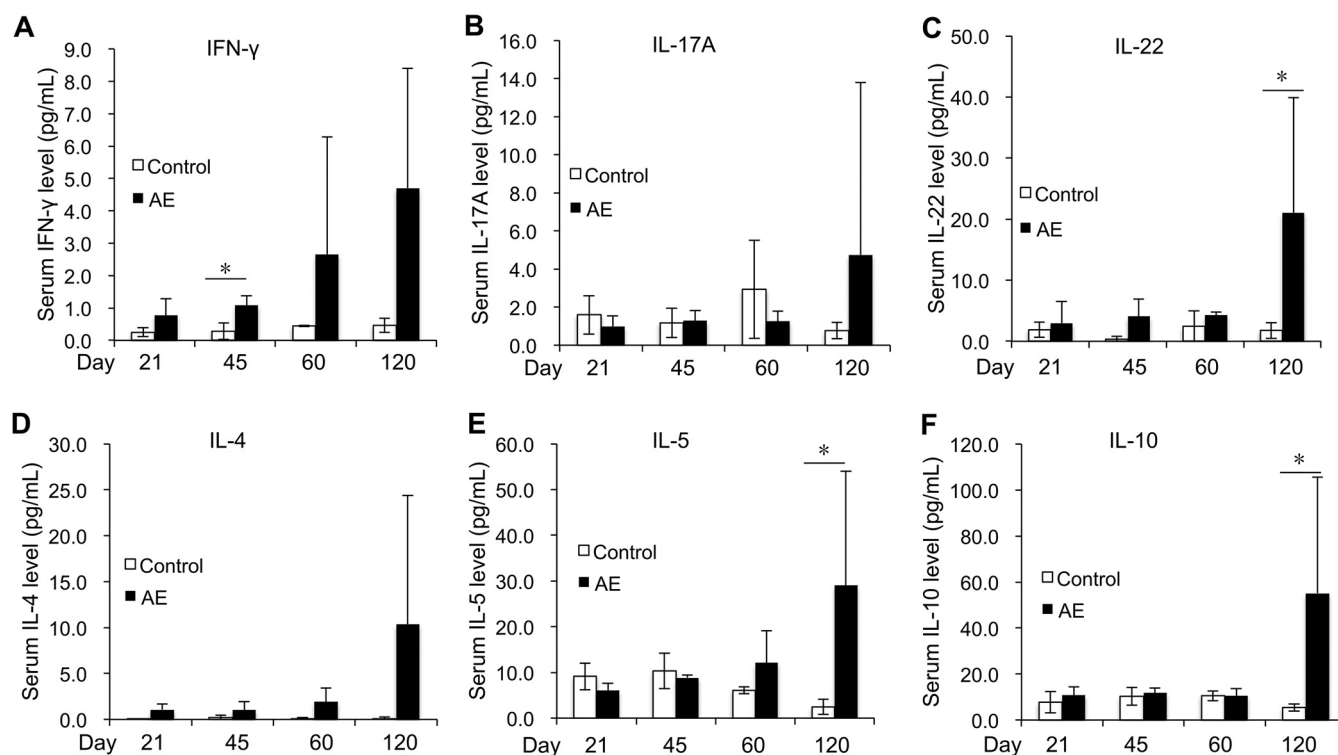 A
IFN-γ
Serum IFN-γ level (pg/mL)
9.0
8.0
7.0
6.0
5.0
4.0
3.0
2.0
1.0
0.0
Control
AE
*
Day 21 45 60 120
B
IL-17A
Serum IL-17A level (pg/mL)
16.0
14.0
12.0
10.0
8.0
6.0
4.0
2.0
0.0
Control
AE
Day 21 45 60 120
C
IL-22
Serum IL-22 level (pg/mL)
50.0
40.0
30.0
20.0
10.0
0.0
Control
AE
*
Day 21 45 60 120
D
IL-4
Serum IL-4 level (pg/mL)
30.0
25.0
20.0
15.0
10.0
5.0
0.0
Control
AE
Day 21 45 60 120
E
IL-5
Serum IL-5 level (pg/mL)
60.0
50.0
40.0
30.0
20.0
10.0
0.0
Control
AE
*
Day 21 45 60 120
F
IL-10
Serum IL-10 level (pg/mL)
120.0
100.0
80.0
60.0
40.0
20.0
0.0
Control
AE
*
Day 21 45 60 120